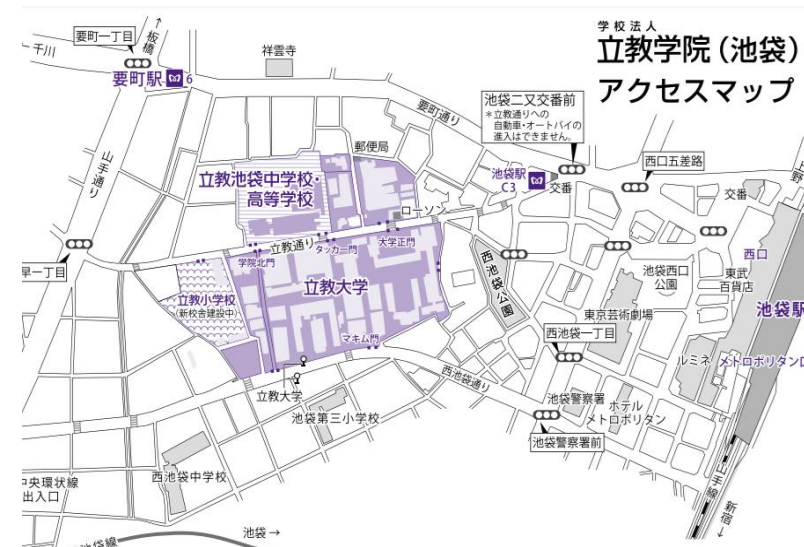 学校法人
立教学院（池袋）
アクセスマップ
要町一丁目
↑板橋
千川
要町駅 6
祥雲寺
要町通り
池袋二又交番前
＊立教通りへの
自動車・オートバイの
進入はできません。
山手通り
郵便局
立教池袋中学校・
高等学校
池袋駅
C3
交番
西口五差路
交番
上野
ローソン
立教通り
大学正門
タッカー門
学院北門
早一丁目
立教小学校
(新校舎建設中)
立教大学
西池袋公園
池袋西口
公園
西口
東武
百貨店
池袋駅
東京芸術劇場
マキム門
西池袋一丁目
ルミネ
メトロポリタン口
立教大学
西池袋通り
池袋第三小学校
池袋警察署
ホテル
メトロポリタン
池袋警察署前
西池袋中学校
中央環状線
出入口
山手線
新宿↓
池袋→
池袋線